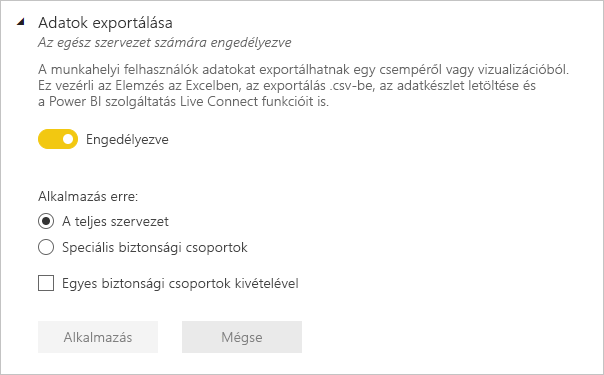 Adatok exportálása
Az egész szervezet számára engedélyezve
A munkahelyi felhasználók adatokat exportálhatnak egy csempéről vagy vizualizációból.
Ez vezérli az Elemzés az Excelben, az exportálás .csv-be, az adatkészlet letöltése és
a Power BI szolgáltatás Live Connect funkcióit is.
Engedélyezve
Alkalmazás erre:
A teljes szervezet
Speciális biztonsági csoportok
Egyes biztonsági csoportok kivételével
Alkalmazás Mégse